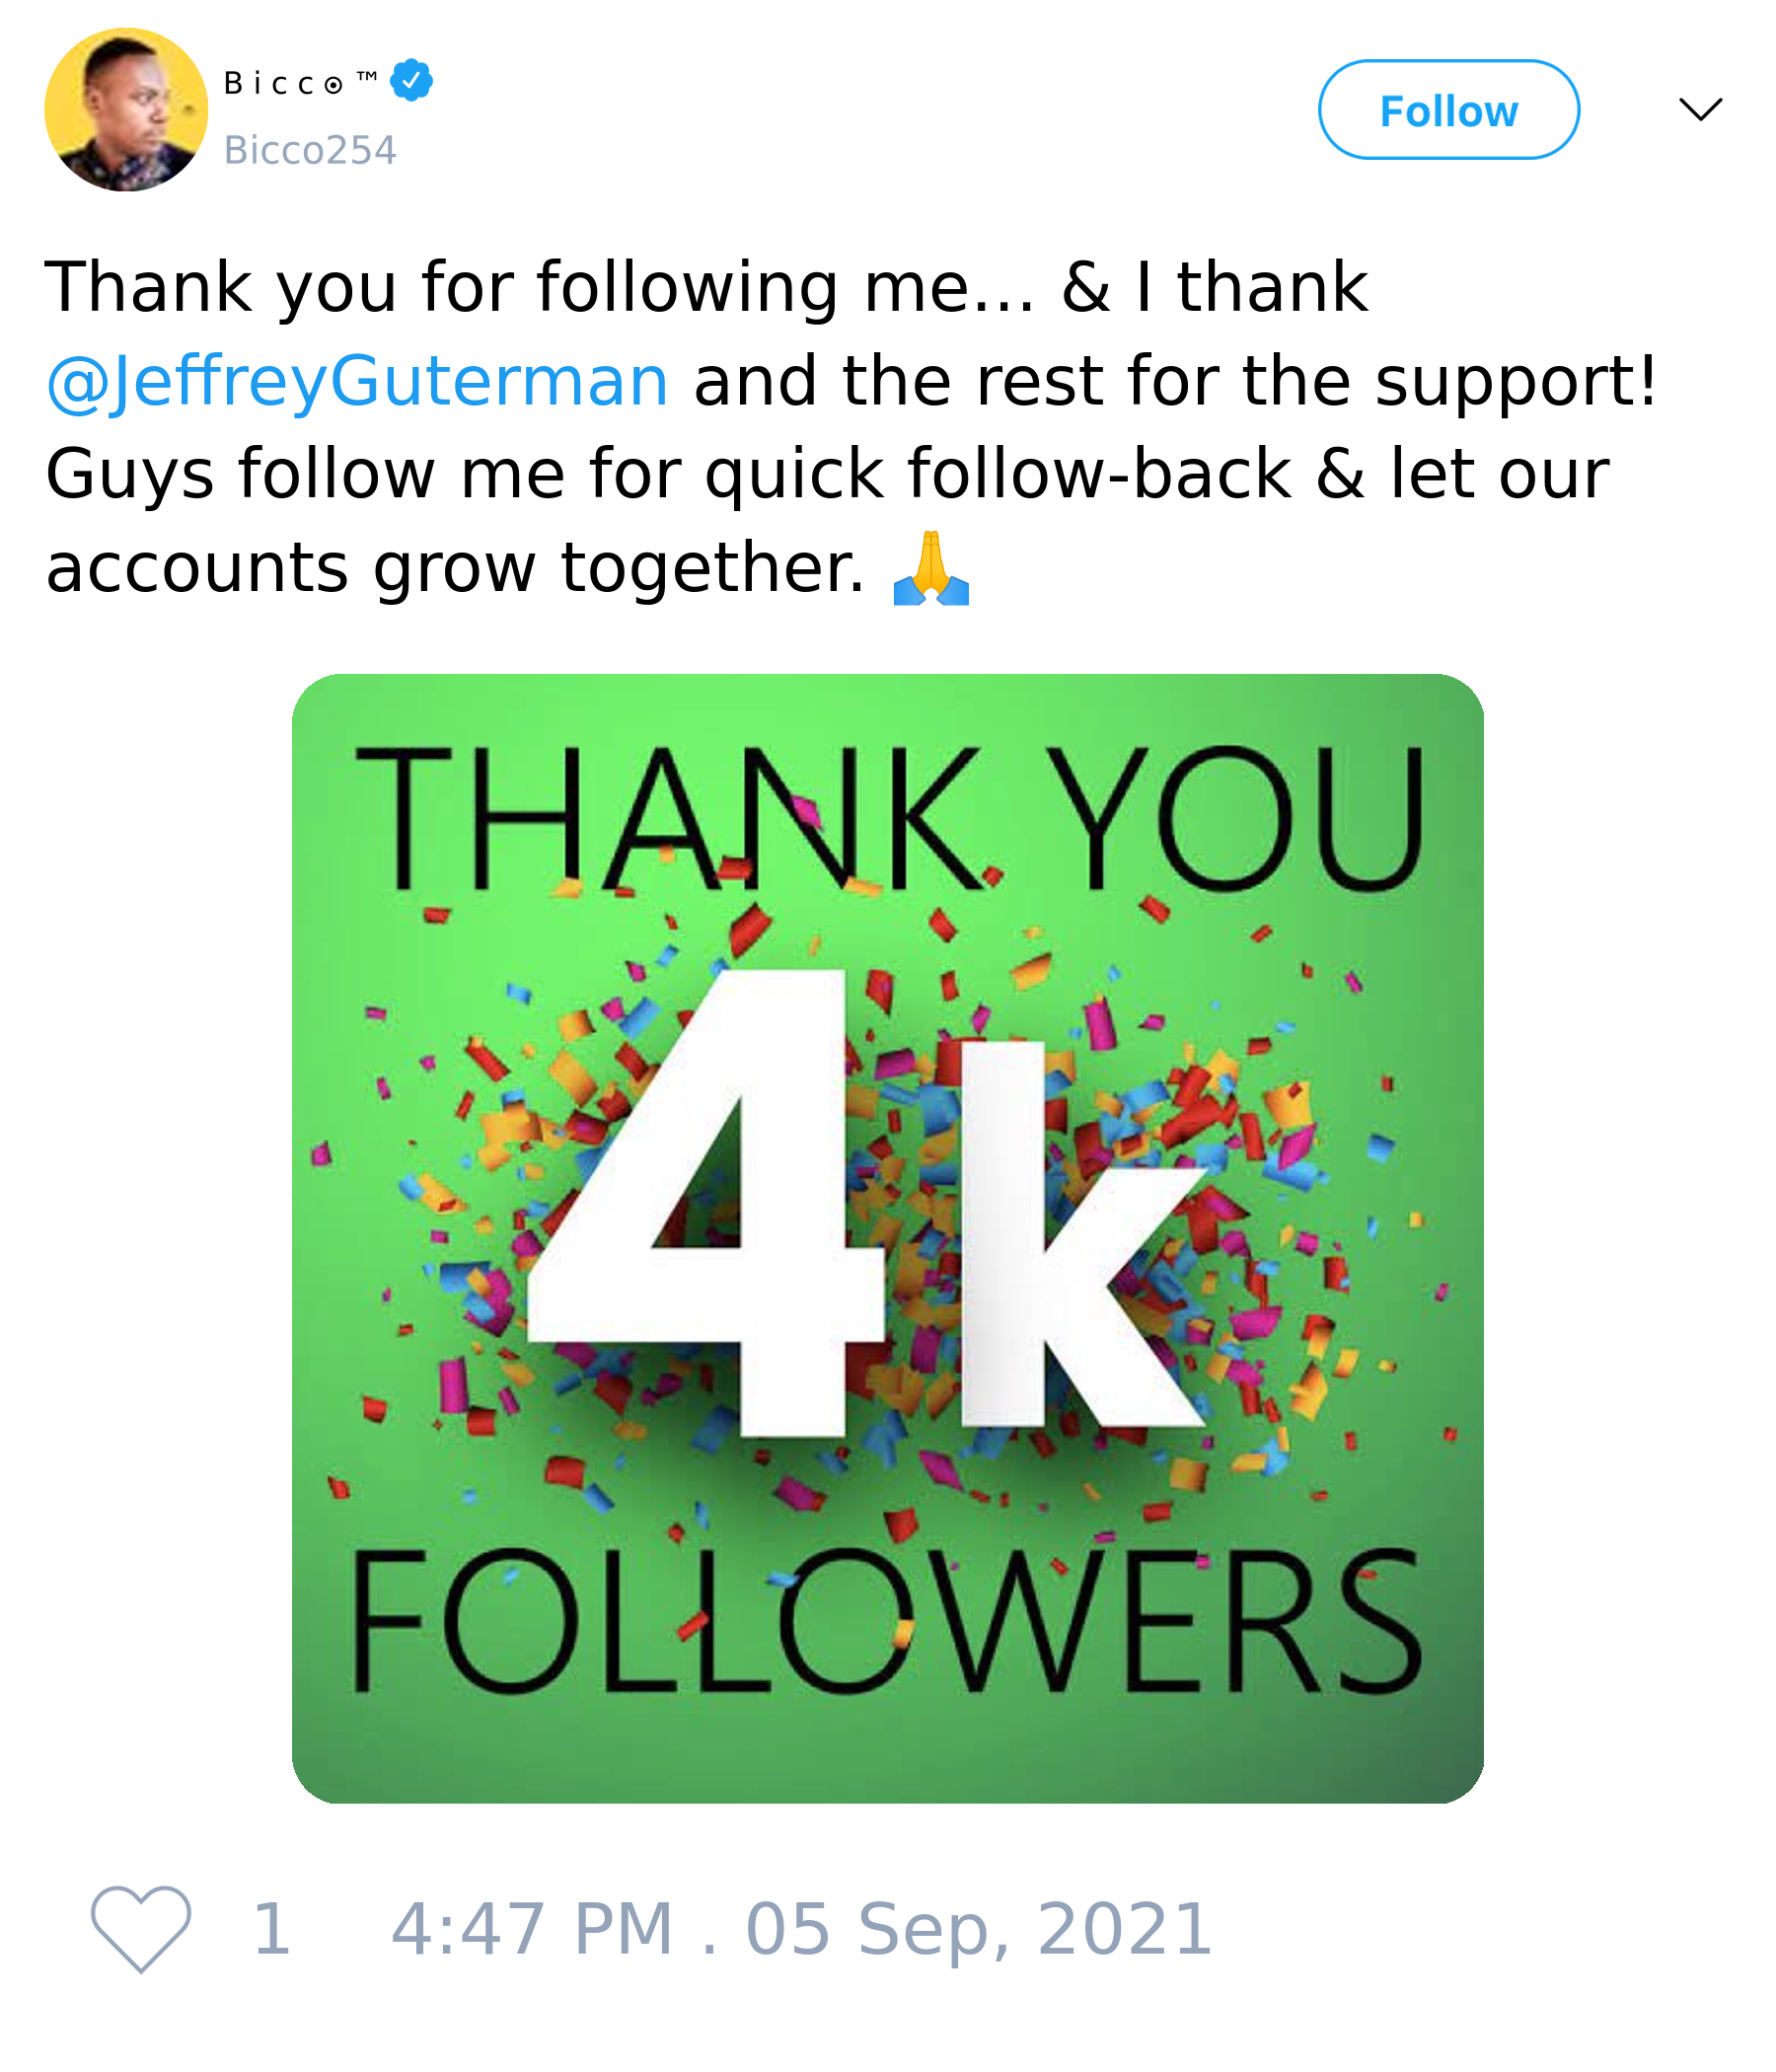 Bicc⊙™
Bicco254
Follow
Thank you for following me... & I thank
@JeffreyGuterman and the rest for the support!
Guys follow me for quick follow-back & let our
accounts grow together. 🙏
THANK YOU
4k
FOLLOWERS
1 4:47 PM . 05 Sep, 2021